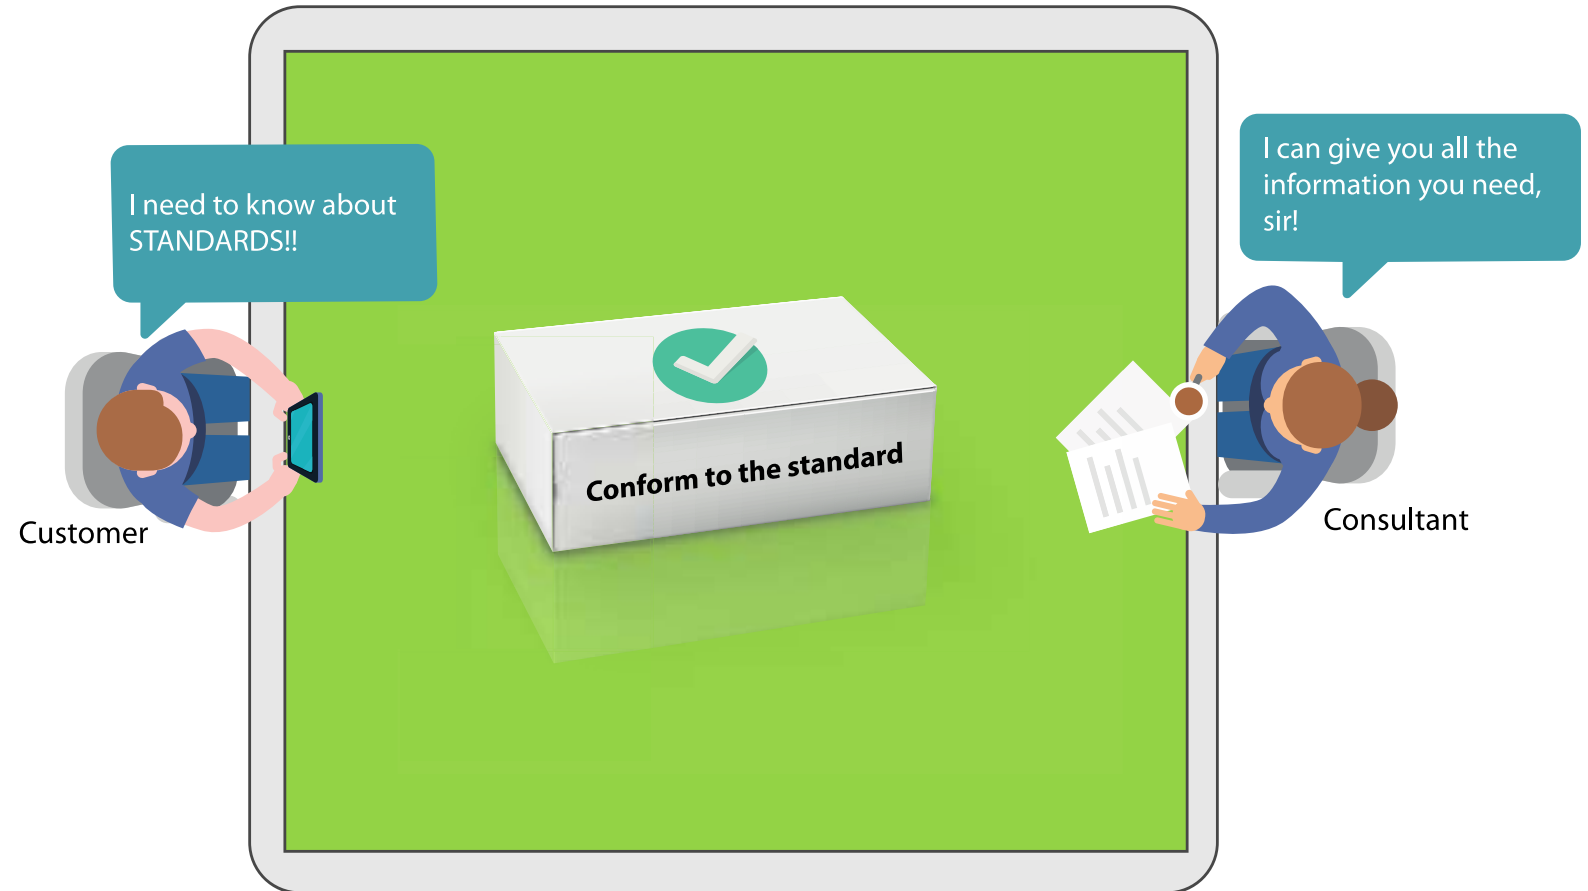 I need to know about
STANDARDS!!
I can give you all the
information you need,
sir!
Conform to the standard
Customer
Consultant